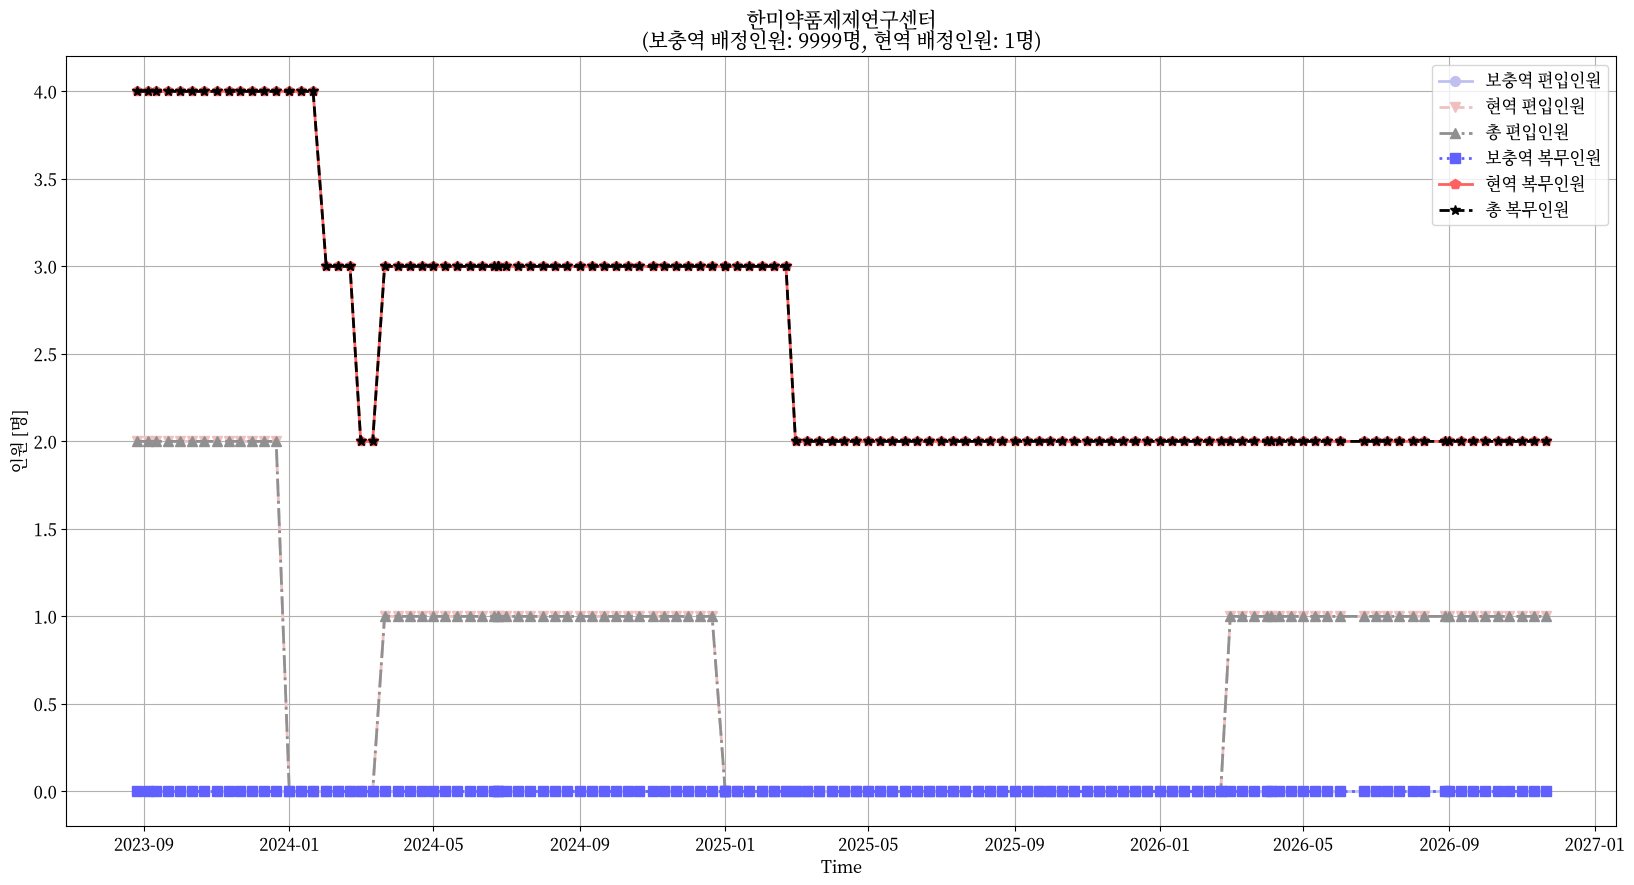 한미약품제제연구센터
(보충역 배정인원: 9999명, 현역 배정인원: 1명)
보충역 편입인원
현역 편입인원
총 편입인원
보충역 복무인원
현역 복무인원
총 복무인원
인원 [명]
4.0
3.5
3.0
2.5
2.0
1.5
1.0
0.5
0.0
2023-09 2024-01 2024-05 2024-09 2025-01 2025-05 2025-09 2026-01 2026-05 2026-09 2027-01
Time